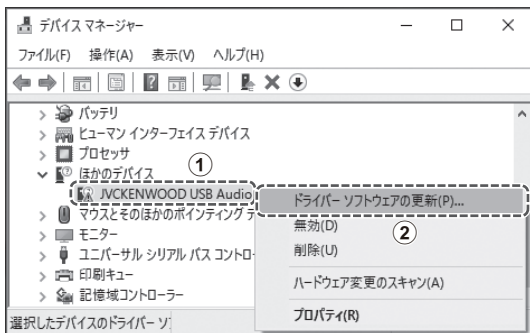 デバイス マネージャー
ファイル(F) 操作(A) 表示(V) ヘルプ(H)
バッテリ
ヒューマン インターフェイス デバイス
プロセッサ
ほかのデバイス
①
JVCKENWOOD USB Audio
ドライバー ソフトウェアの更新(P)...
マウスとそのほかのポインティング デ
無効(D)
②
モニター
削除(U)
ユニバーサル シリアル バス コントロ
印刷キュー
ハードウェア変更のスキャン(A)
記憶域コントローラー
プロパティ(R)
選択したデバイスのドライバー ソ